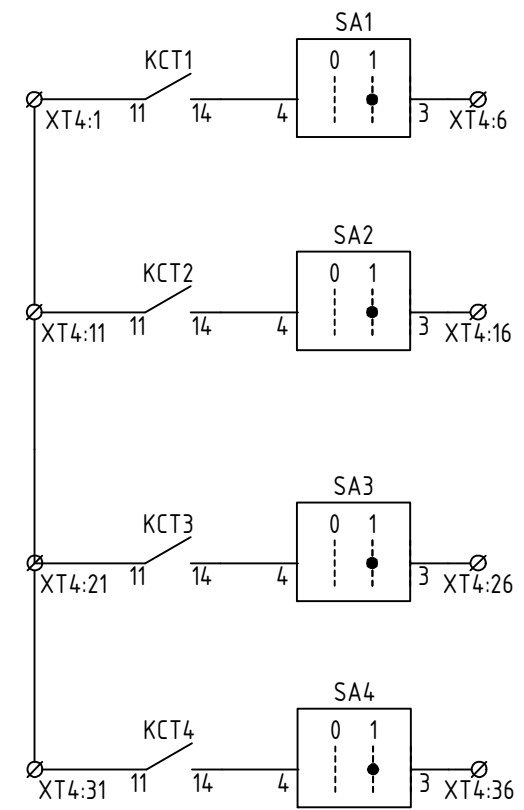 SA1
KCT1
0 1
XT4:1 11 14 4 3 XT4:6
SA2
KCT2
0 1
XT4:11 11 14 4 3 XT4:16
SA3
KCT3
0 1
XT4:21 11 14 4 3 XT4:26
SA4
KCT4
0 1
XT4:31 11 14 4 3 XT4:36